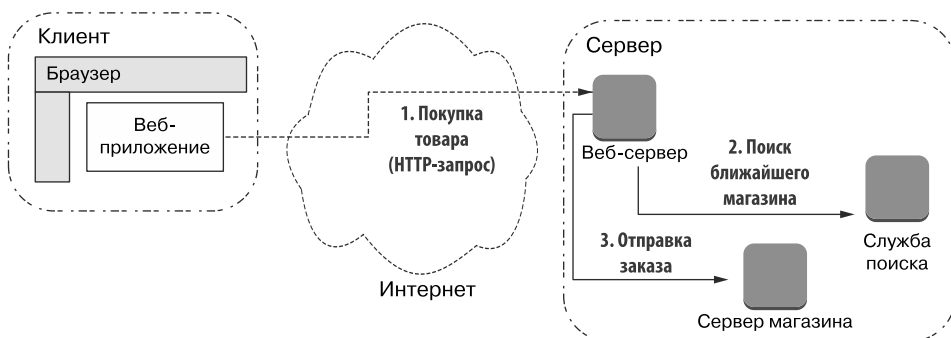 Клиент
Браузер
Веб-
приложение
1. Покупка
товара
(HTTP-запрос)
Интернет
Сервер
Веб-сервер
2. Поиск
ближайшего
магазина
Служба
поиска
3. Отправка
заказа
Сервер магазина